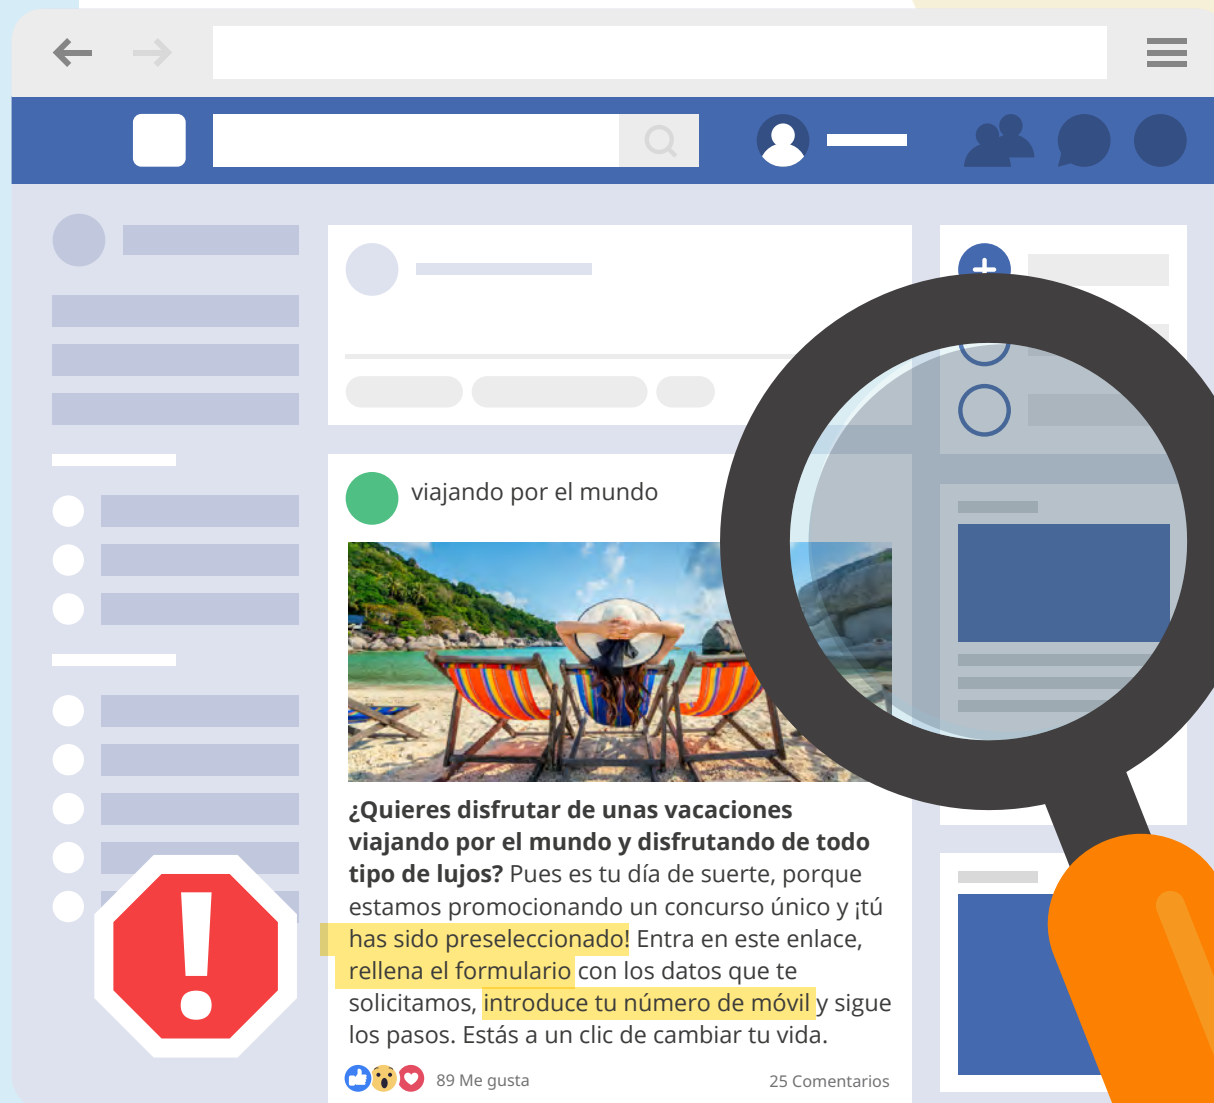 viajando por el mundo
¿Quieres disfrutar de unas vacaciones
viajando por el mundo y disfrutando de todo
tipo de lujos? Pues es tu día de suerte, porque
estamos promocionando un concurso único y ¡tú
has sido preseleccionado! Entra en este enlace,
rellena el formulario con los datos que te
solicitamos, introduce tu número de móvil y sigue
los pasos. Estás a un clic de cambiar tu vida.
89 Me gusta
25 Comentarios